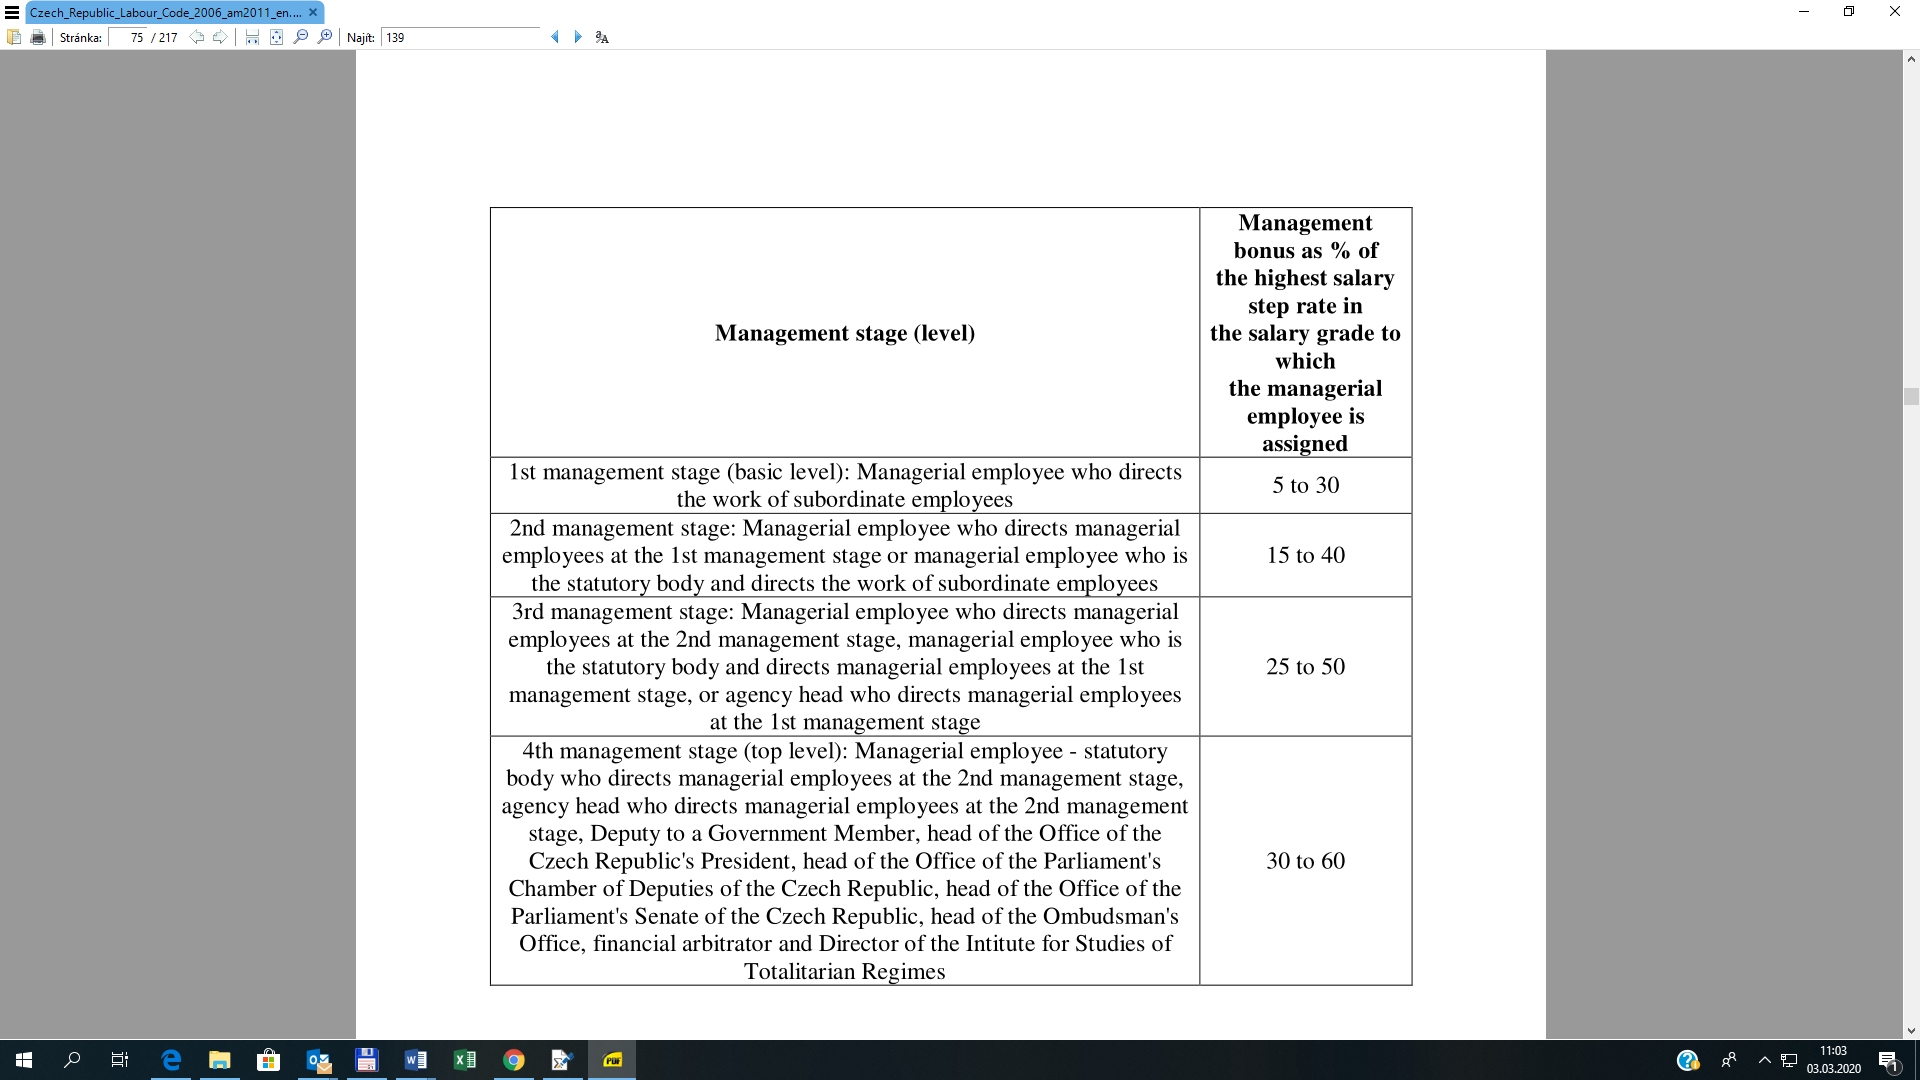 Czech_Republic_Labour_Code_2006_am2011_en....
Stránka: 75 / 217 Najít: 139
Management stage (level)
Management
bonus as % of
the highest salary
step rate in
the salary grade to
which
the managerial
employee is
assigned
1st management stage (basic level): Managerial employee who directs
the work of subordinate employees
5 to 30
2nd management stage: Managerial employee who directs managerial
employees at the 1st management stage or managerial employee who is
the statutory body and directs the work of subordinate employees
15 to 40
3rd management stage: Managerial employee who directs managerial
employees at the 2nd management stage, managerial employee who is
the statutory body and directs managerial employees at the 1st
management stage, or agency head who directs managerial employees
at the 1st management stage
25 to 50
4th management stage (top level): Managerial employee - statutory
body who directs managerial employees at the 2nd management stage,
agency head who directs managerial employees at the 2nd management
stage, Deputy to a Government Member, head of the Office of the
Czech Republic's President, head of the Office of the Parliament's
Chamber of Deputies of the Czech Republic, head of the Office of the
Parliament's Senate of the Czech Republic, head of the Ombudsman's
Office, financial arbitrator and Director of the Intitute for Studies of
Totalitarian Regimes
30 to 60
11:03
03.03.2020
1